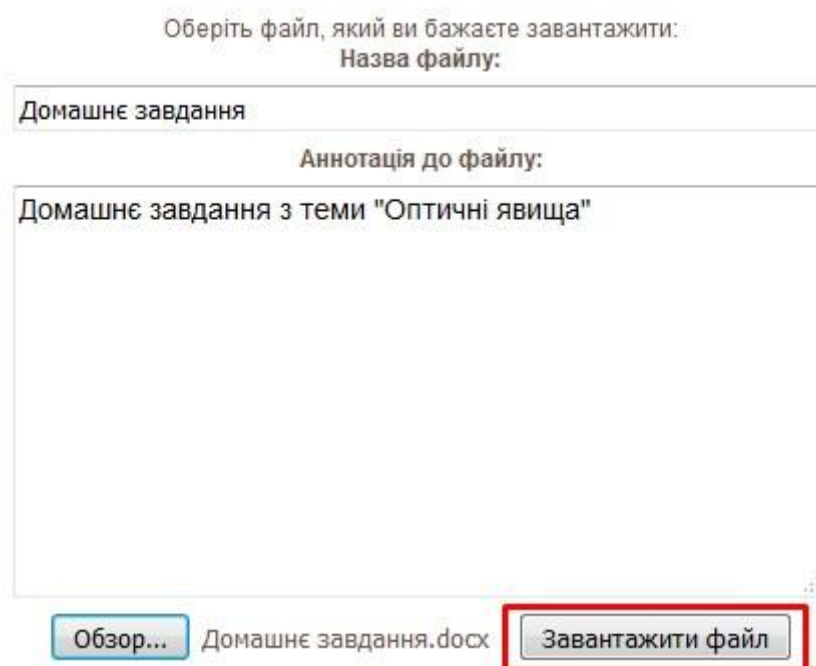 Оберіть файл, який ви бажаєте завантажити:
Назва файлу:
Домашнє завдання
Аннотація до файлу:
Домашнє завдання з теми "Оптичні явища"
Обзор... Домашнє завдання.docx Завантажити файл